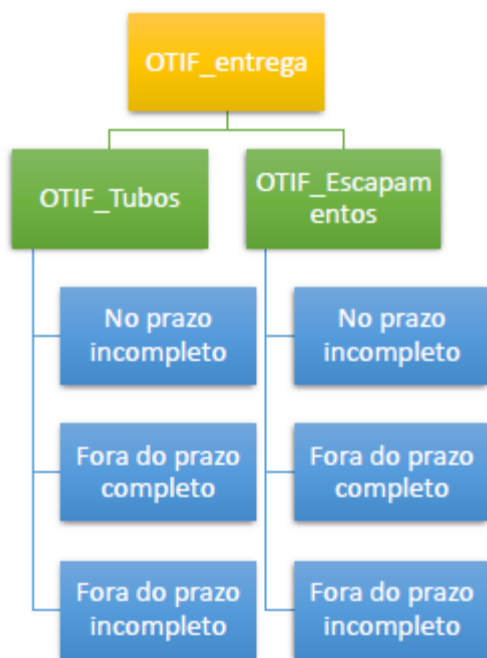 OTIF_entrega
OTIF_Tubos
OTIF_Escapam
entos
No prazo
incompleto
No prazo
incompleto
Fora do prazo
completo
Fora do prazo
completo
Fora do prazo
incompleto
Fora do prazo
incompleto